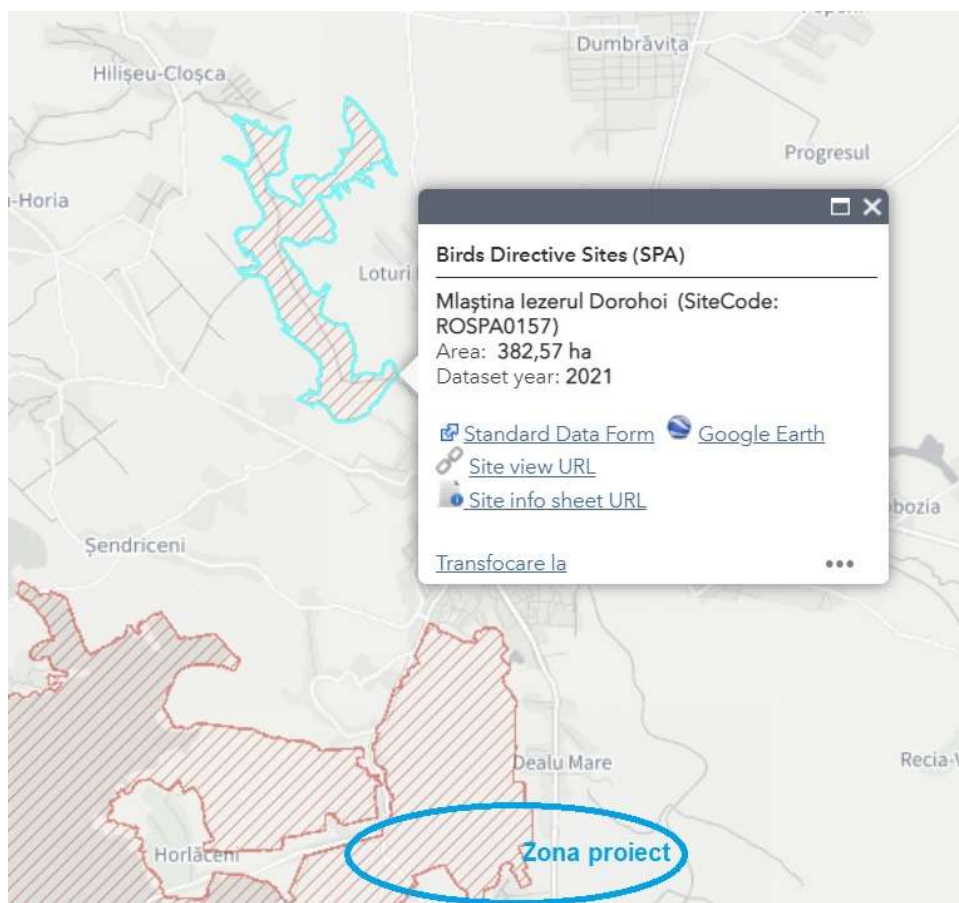 Dumbrăvița
Hilișeu-Cloșca
Progresul
-Horia
Loturi
Birds Directive Sites (SPA)
Mlaștina Iezerul Dorohoi (SiteCode:
ROSPA0157)
Area: 382,57 ha
Dataset year: 2021
Standard Data Form Google Earth
Site view URL
Site info sheet URL
obozia
Șendriceni
Transfocare la
Dealu Mare
Recia-V
Horlăceni
Zona proiect